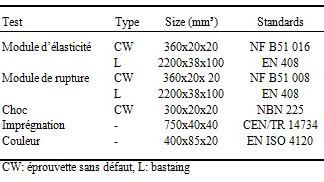 Test Type Size (mm³) Standards
Module d’élasticité CW 360x20x20 NF B51 016
L 2200x38x100 EN 408
Module de rupture CW 360x20x 20 NF B51 008
L 2200x38x100 EN 408
Choc CW 300x20x20 NBN 225
Imprégnation - 750x40x40 CEN/TR 14734
Couleur - 400x85x20 EN ISO 4120
CW: éprouvette sans défaut, L: bastaing